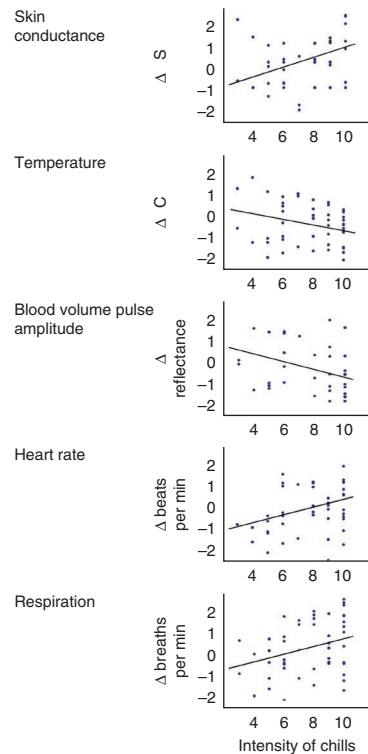 Skin
conductance
Δ S
2
1
0
–1
–2
4 6 8 10
Temperature
Δ C
2
1
0
–1
–2
4 6 8 10
Blood volume pulse
amplitude
Δ
reflectance
2
1
0
–1
–2
4 6 8 10
Heart rate
Δ beats
per min
2
1
0
–1
–2
4 6 8 10
Respiration
Δ breaths
per min
2
1
0
–1
–2
4 6 8 10
Intensity of chills